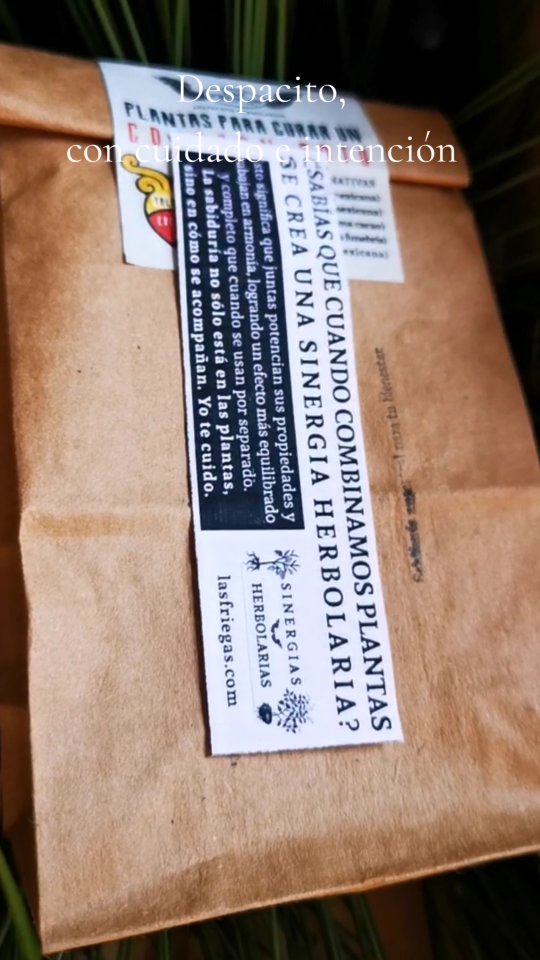 Despacito,
con cuidado e intención
PLANTAS PARA CURAR UN
¿SABÍAS QUE CUANDO COMBINAMOS PLANTAS
SE CREA UNA SINERGIA HERBOLARIA?
sto significa que juntas potencian sus propiedades y
bajan en armonía, logrando un efecto más equilibrado
y completo que cuando se usan por separado.
La sabiduría no sólo está en las plantas,
sino en cómo se acompañan. Yo te cuido.
SINERGIAS
HERBOLARIAS
lasfriegas.com